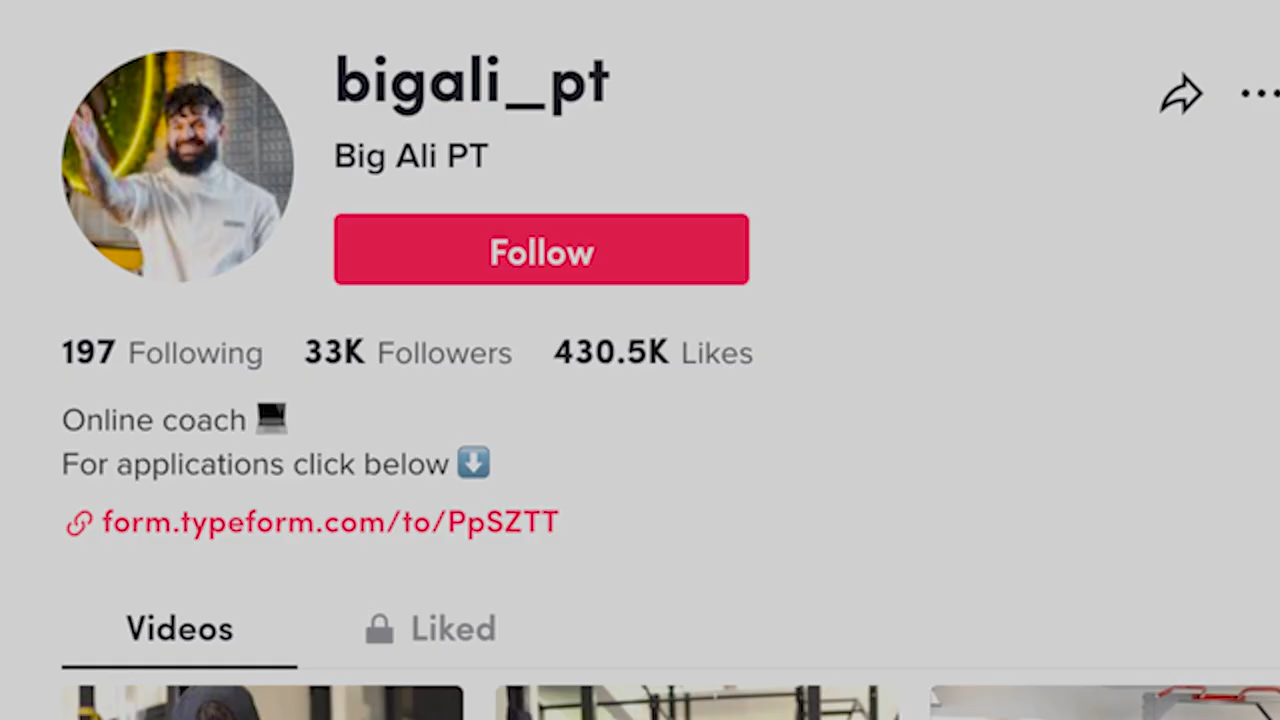 bigali_pt
Big Ali PT
Follow
197 Following 33K Followers 430.5K Likes
Online coach 💻
For applications click below ⬇️
form.typeform.com/to/PpSZTT
Videos Liked